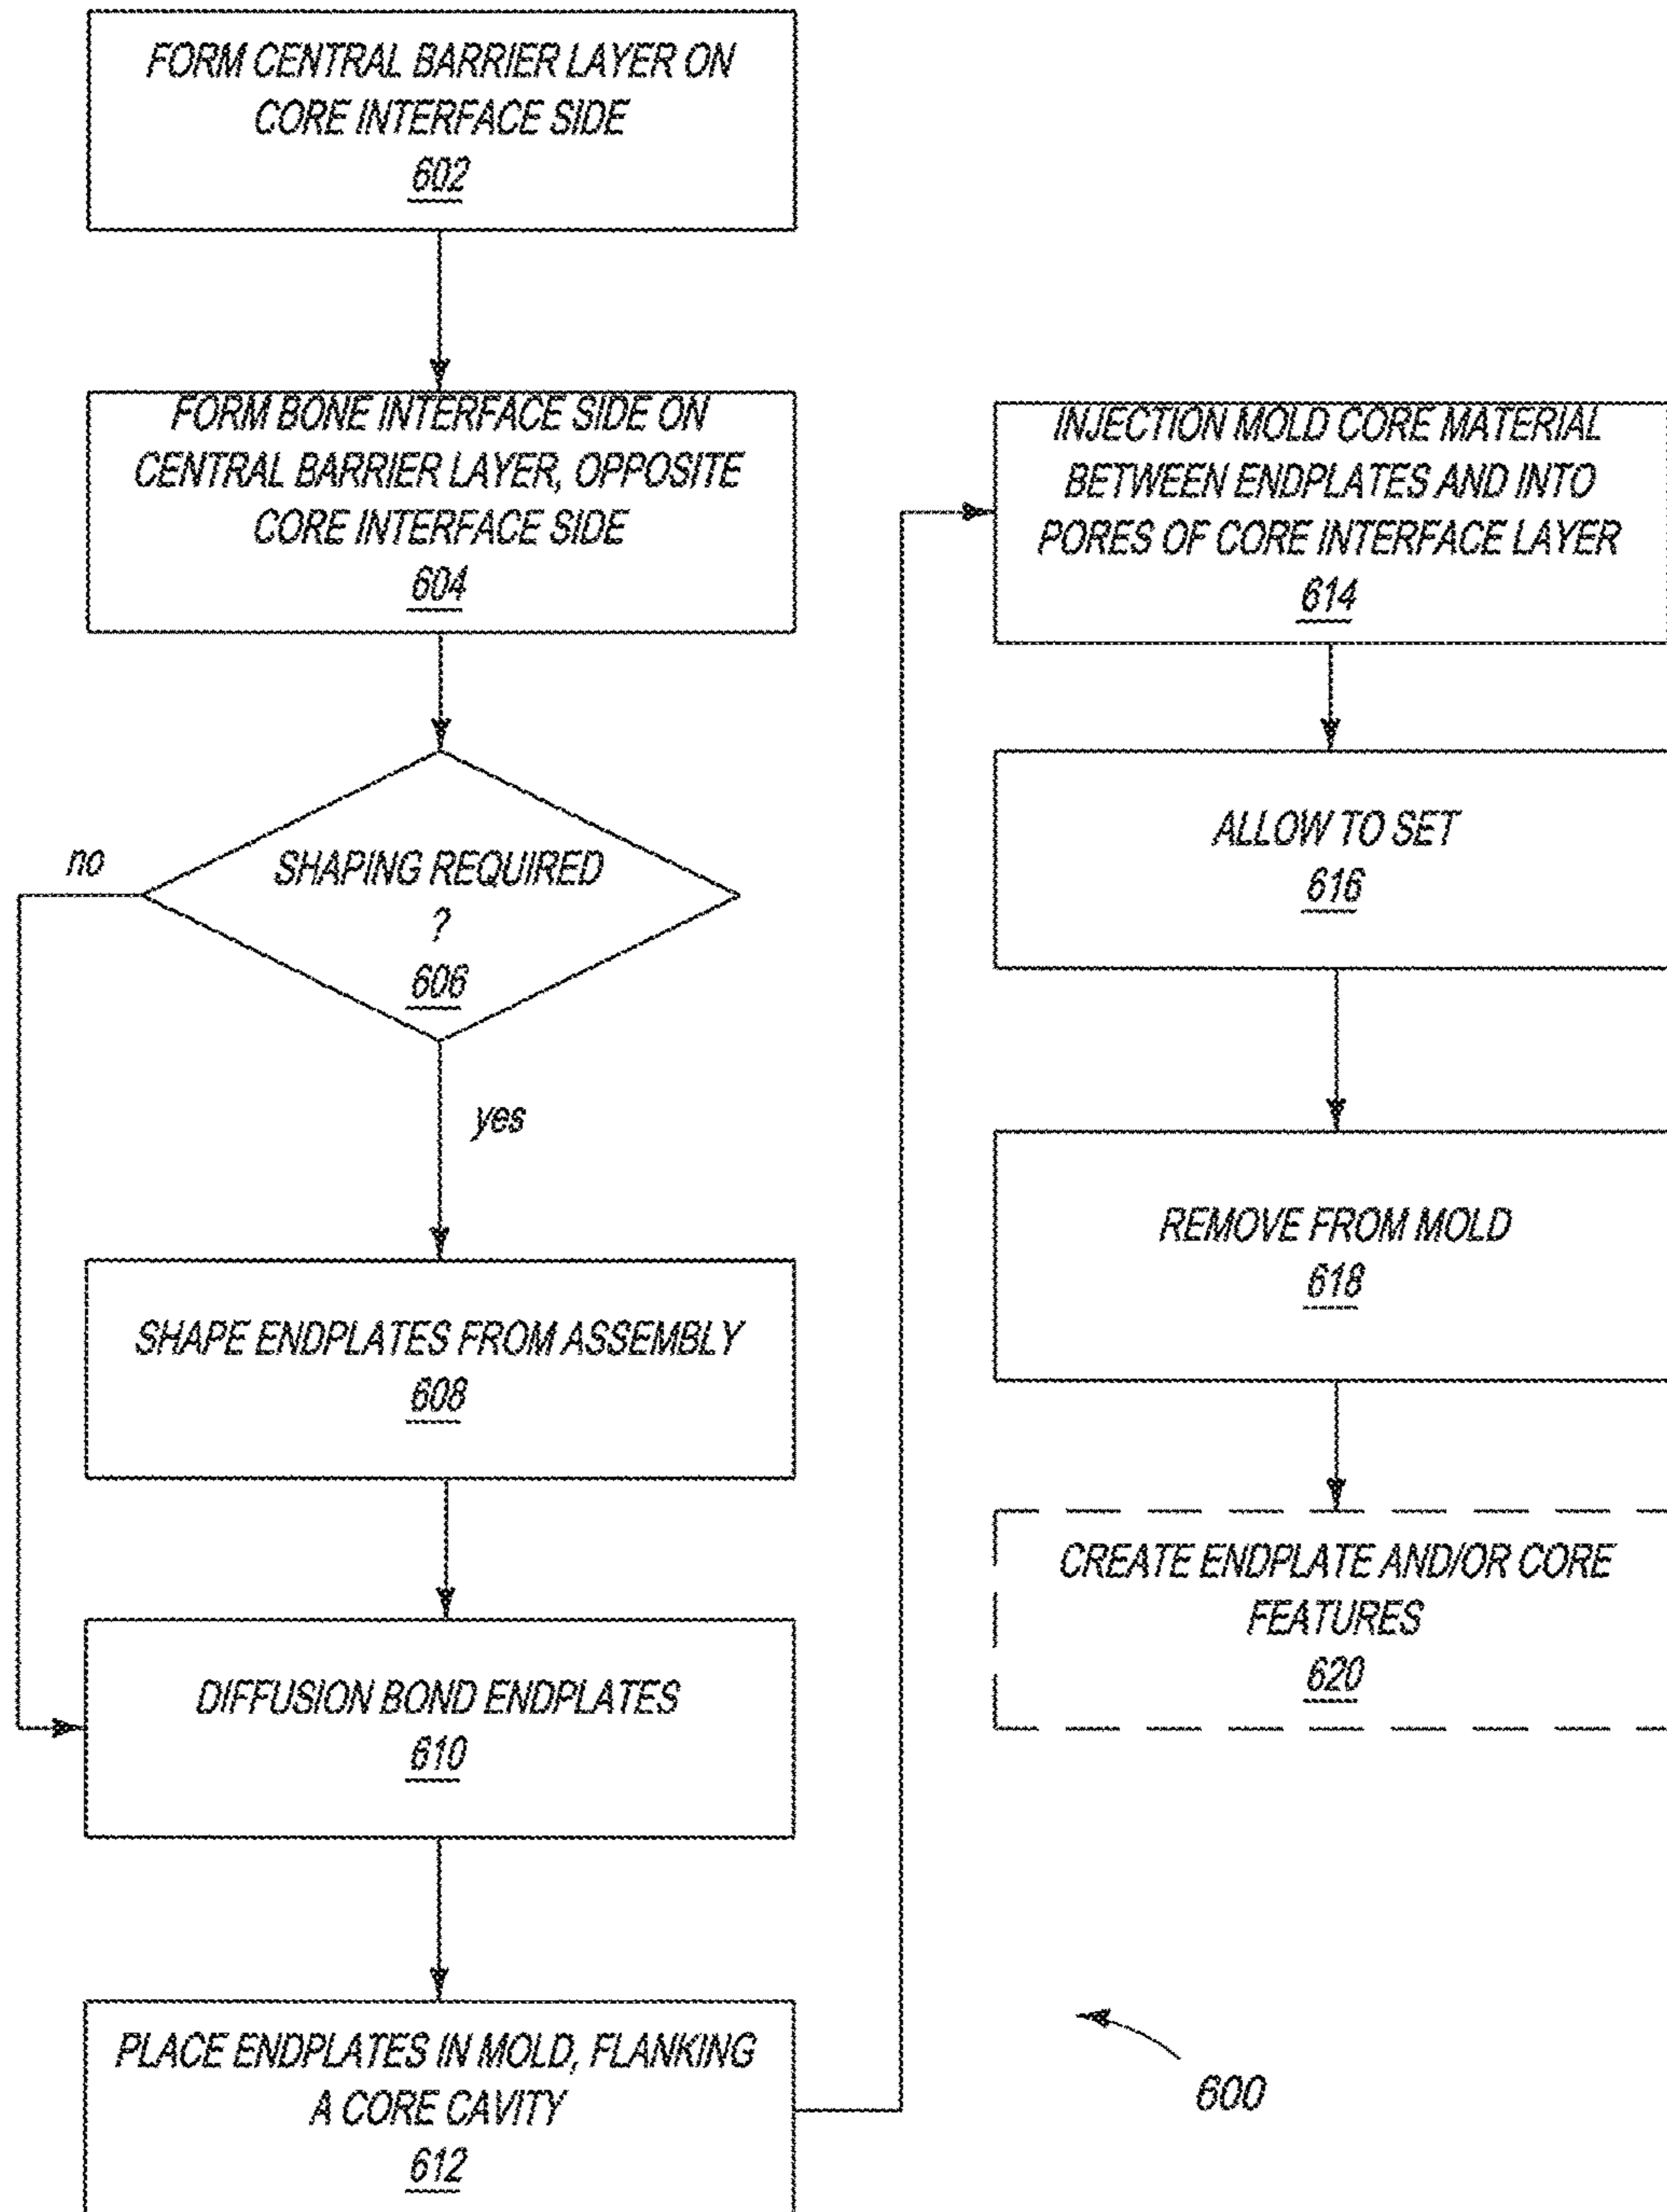 FORM CENTRAL BARRIER LAYER ON
CORE INTERFACE SIDE
602
FORM BONE INTERFACE SIDE ON
CENTRAL BARRIER LAYER, OPPOSITE
CORE INTERFACE SIDE
604
no
SHAPING REQUIRED
?
606
yes
SHAPE ENDPLATES FROM ASSEMBLY
608
DIFFUSION BOND ENDPLATES
610
PLACE ENDPLATES IN MOLD, FLANKING
A CORE CAVITY
612
INJECTION MOLD CORE MATERIAL
BETWEEN ENDPLATES AND INTO
PORES OF CORE INTERFACE LAYER
614
ALLOW TO SET
616
REMOVE FROM MOLD
618
CREATE ENDPLATE AND/OR CORE
FEATURES
620
600